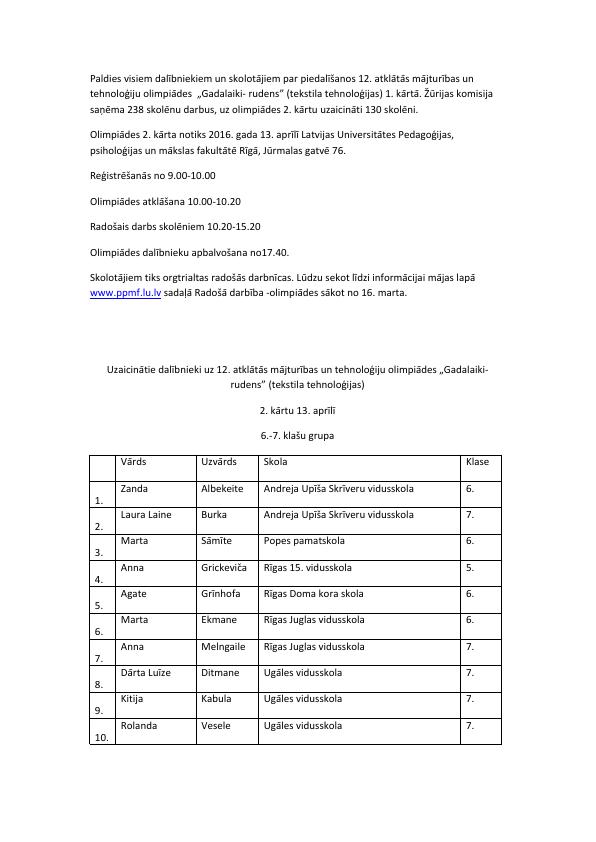 Paldies visiem dalībniekiem un skolotājiem par piedalīšanos 12. atklātās mājturības un
tehnoloģiju olimpiādes „Gadalaiki- rudens” (tekstila tehnoloģijas) 1. kārtā. Žūrijas komisija
saņēma 238 skolēnu darbus, uz olimpiādes 2. kārtu uzaicināti 130 skolēni.
Olimpiādes 2. kārta notiks 2016. gada 13. aprīlī Latvijas Universitātes Pedagoģijas,
psiholoģijas un mākslas fakultātē Rīgā, Jūrmalas gatvē 76.
Reģistrēšanās no 9.00-10.00
Olimpiādes atklāšana 10.00-10.20
Radošais darbs skolēniem 10.20-15.20
Olimpiādes dalībnieku apbalvošana no17.40.
Skolotājiem tiks orgtrialtas radošās darbnīcas. Lūdzu sekot līdzi informācijai mājas lapā
www.ppmf.lu.lv sadaļā Radošā darbība -olimpiādes sākot no 16. marta.
Uzaicinātie dalībnieki uz 12. atklātās mājturības un tehnoloģiju olimpiādes „Gadalaiki-
rudens” (tekstila tehnoloģijas)
2. kārtu 13. aprīlī
6.-7. klašu grupa
Vārds Uzvārds Skola Klase
1. Zanda Albekeite Andreja Upīša Skrīveru vidusskola 6.
2. Laura Laine Burka Andreja Upīša Skrīveru vidusskola 7.
3. Marta Sāmīte Popes pamatskola 6.
4. Anna Grickeviča Rīgas 15. vidusskola 5.
5. Agate Grīnhofa Rīgas Doma kora skola 6.
6. Marta Ekmane Rīgas Juglas vidusskola 6.
7. Anna Melngaile Rīgas Juglas vidusskola 7.
8. Dārta Luīze Ditmane Ugāles vidusskola 7.
9. Kitija Kabula Ugāles vidusskola 7.
10. Rolanda Vesele Ugāles vidusskola 7.